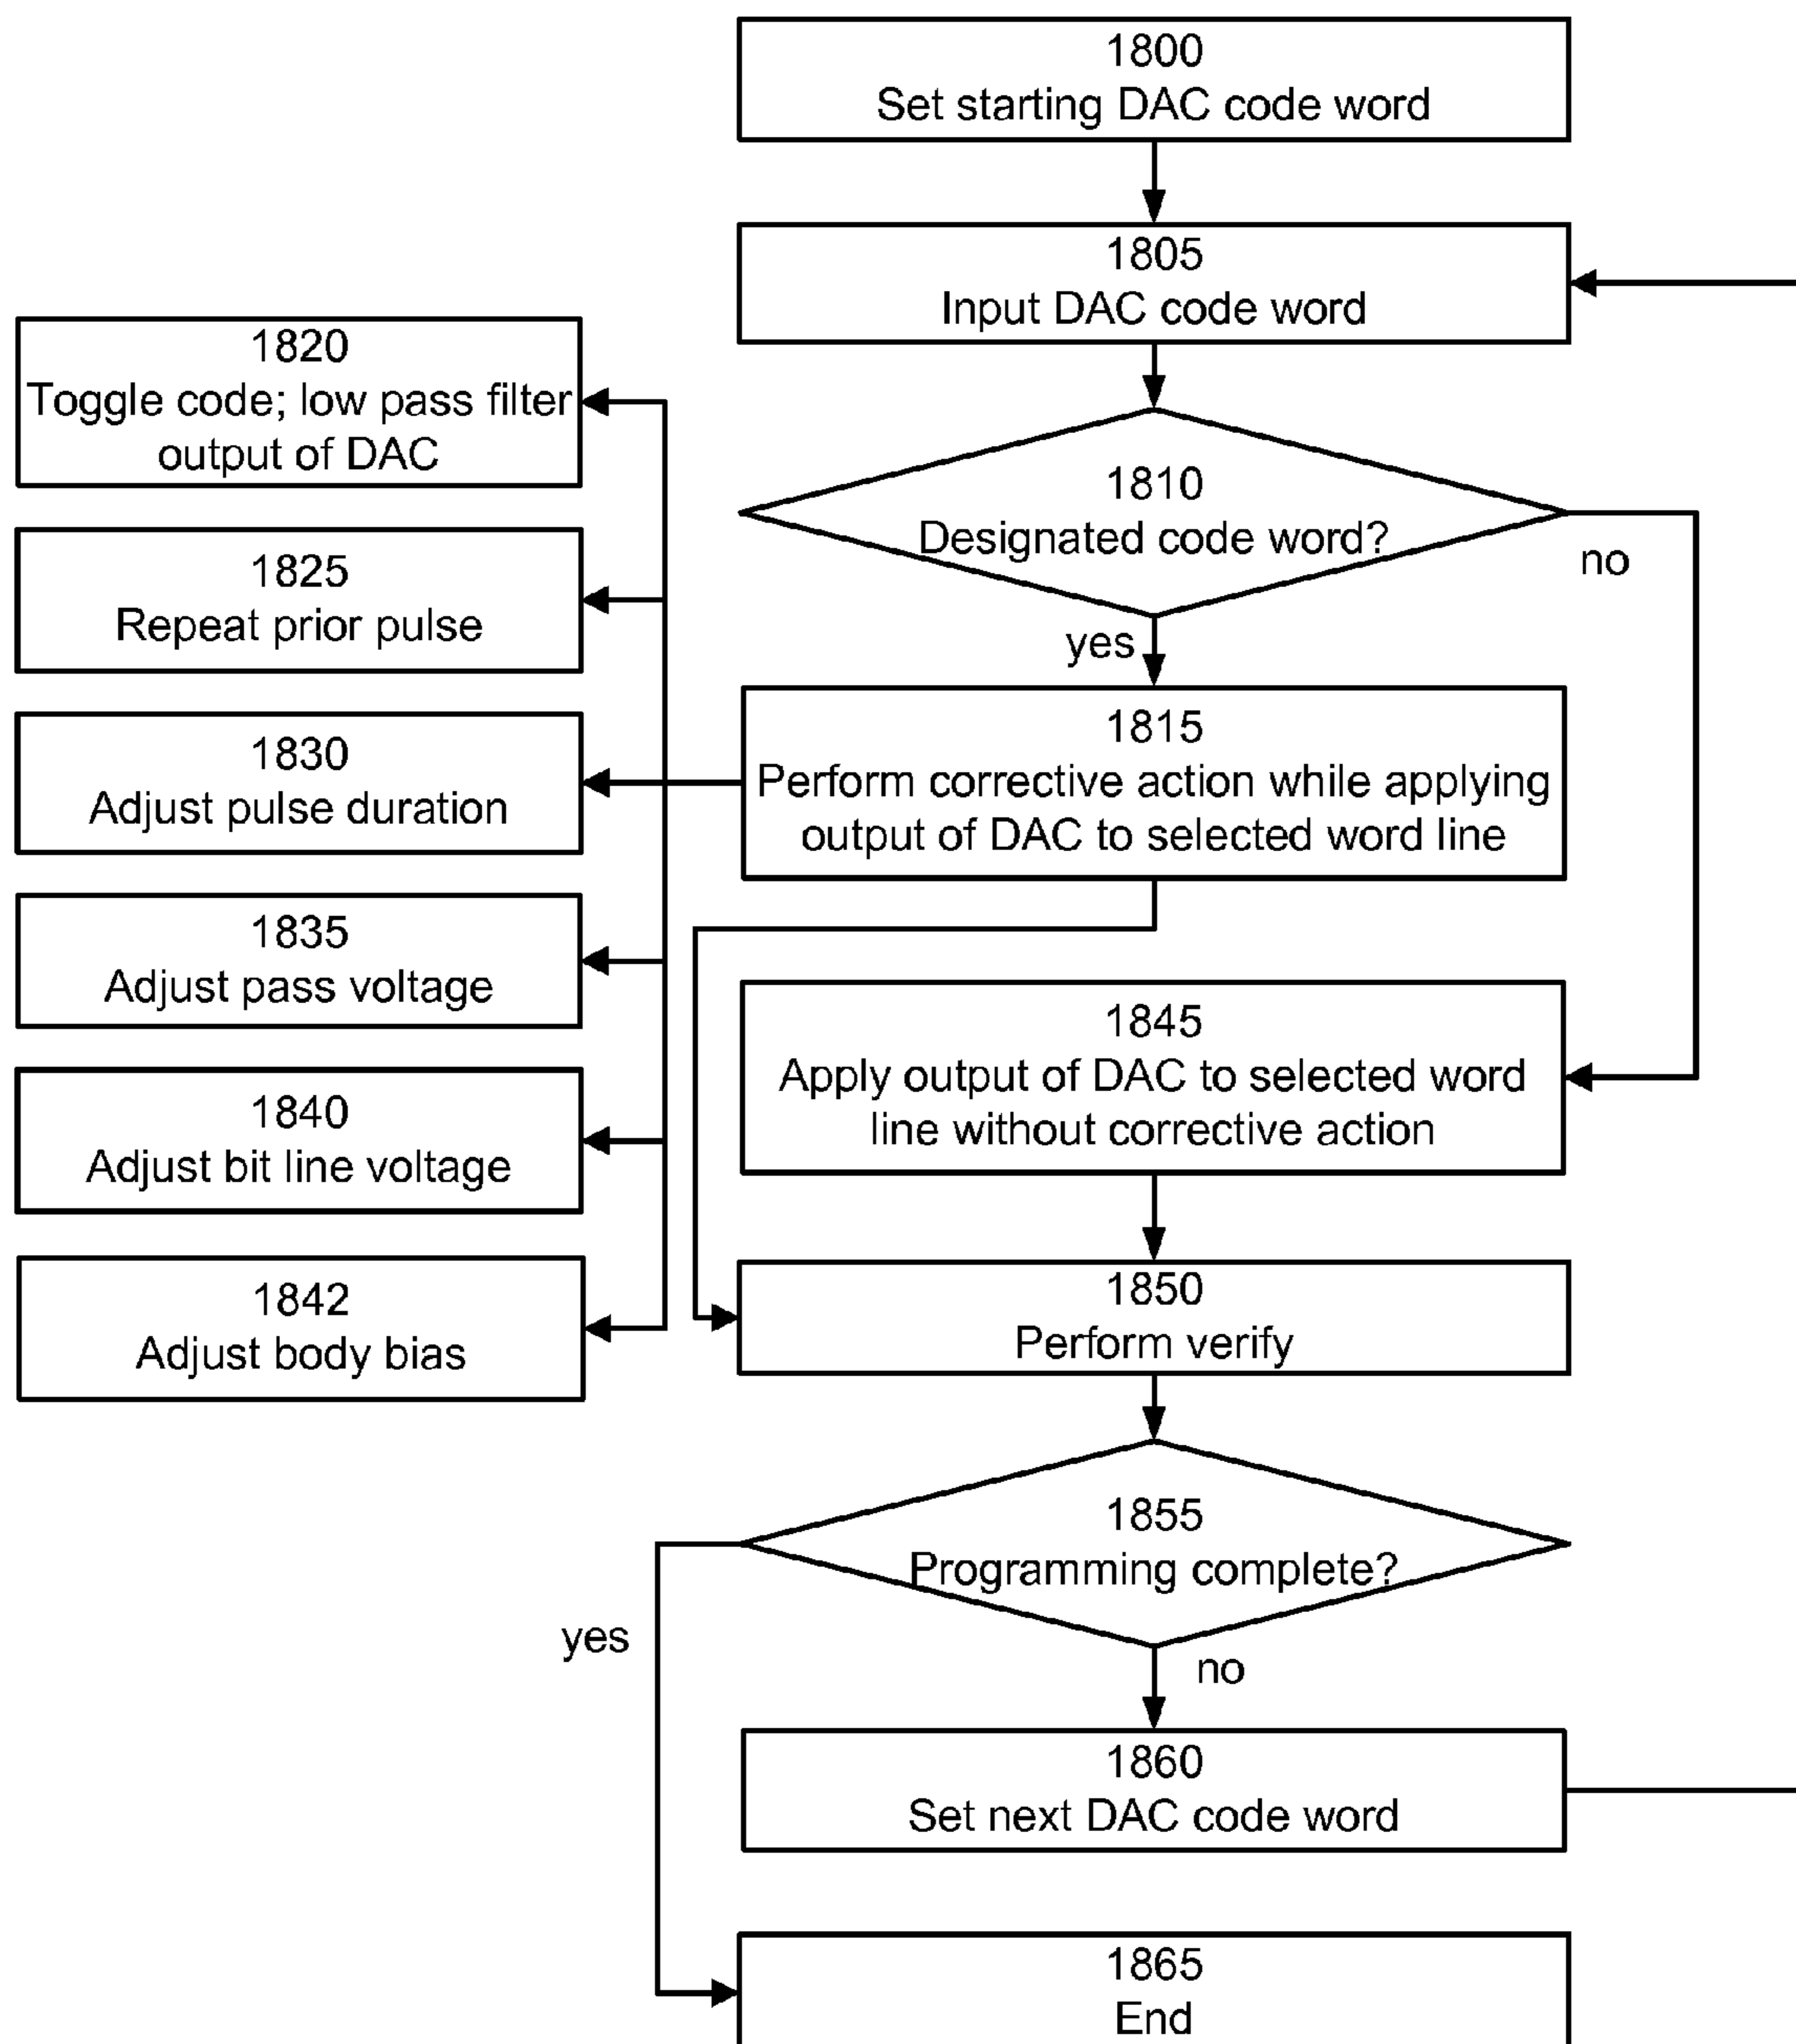 1800
Set starting DAC code word
1805
Input DAC code word
1810
Designated code word?
no
yes
1815
Perform corrective action while applying
output of DAC to selected word line
1820
Toggle code; low pass filter
output of DAC
1825
Repeat prior pulse
1830
Adjust pulse duration
1835
Adjust pass voltage
1840
Adjust bit line voltage
1842
Adjust body bias
1845
Apply output of DAC to selected word
line without corrective action
1850
Perform verify
1855
Programming complete?
yes
no
1860
Set next DAC code word
1865
End